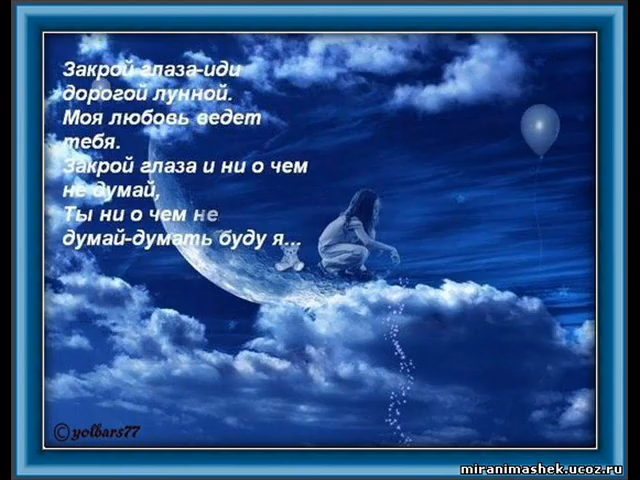 Закрой глаза-иди
дорогой лунной.
Моя любовь ведет
тебя.
Закрой глаза и ни о чем
не думай,
Ты ни о чем не
думай-думать буду я...
©yolbars77
miranimashek.ucoz.ru